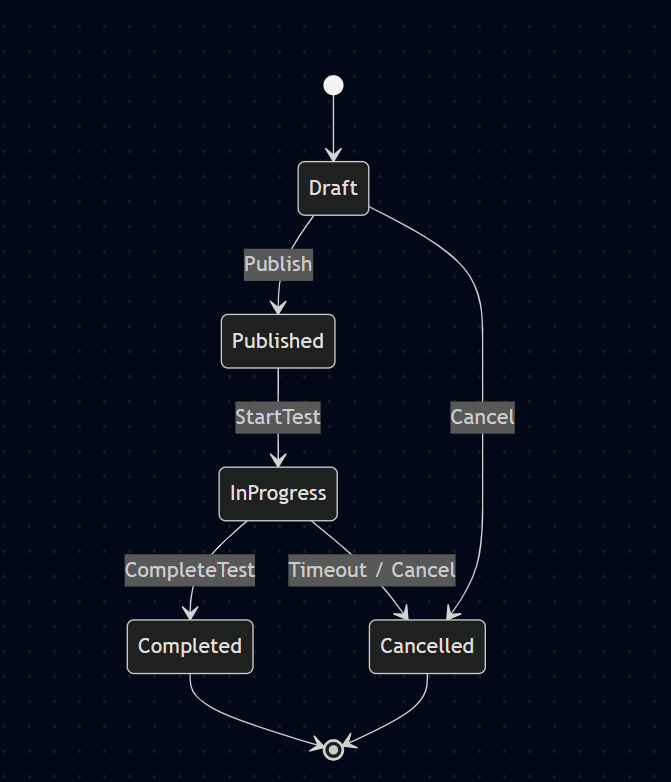 Draft
Publish
Published
StartTest
Cancel
InProgress
CompleteTest
Timeout / Cancel
Completed
Cancelled